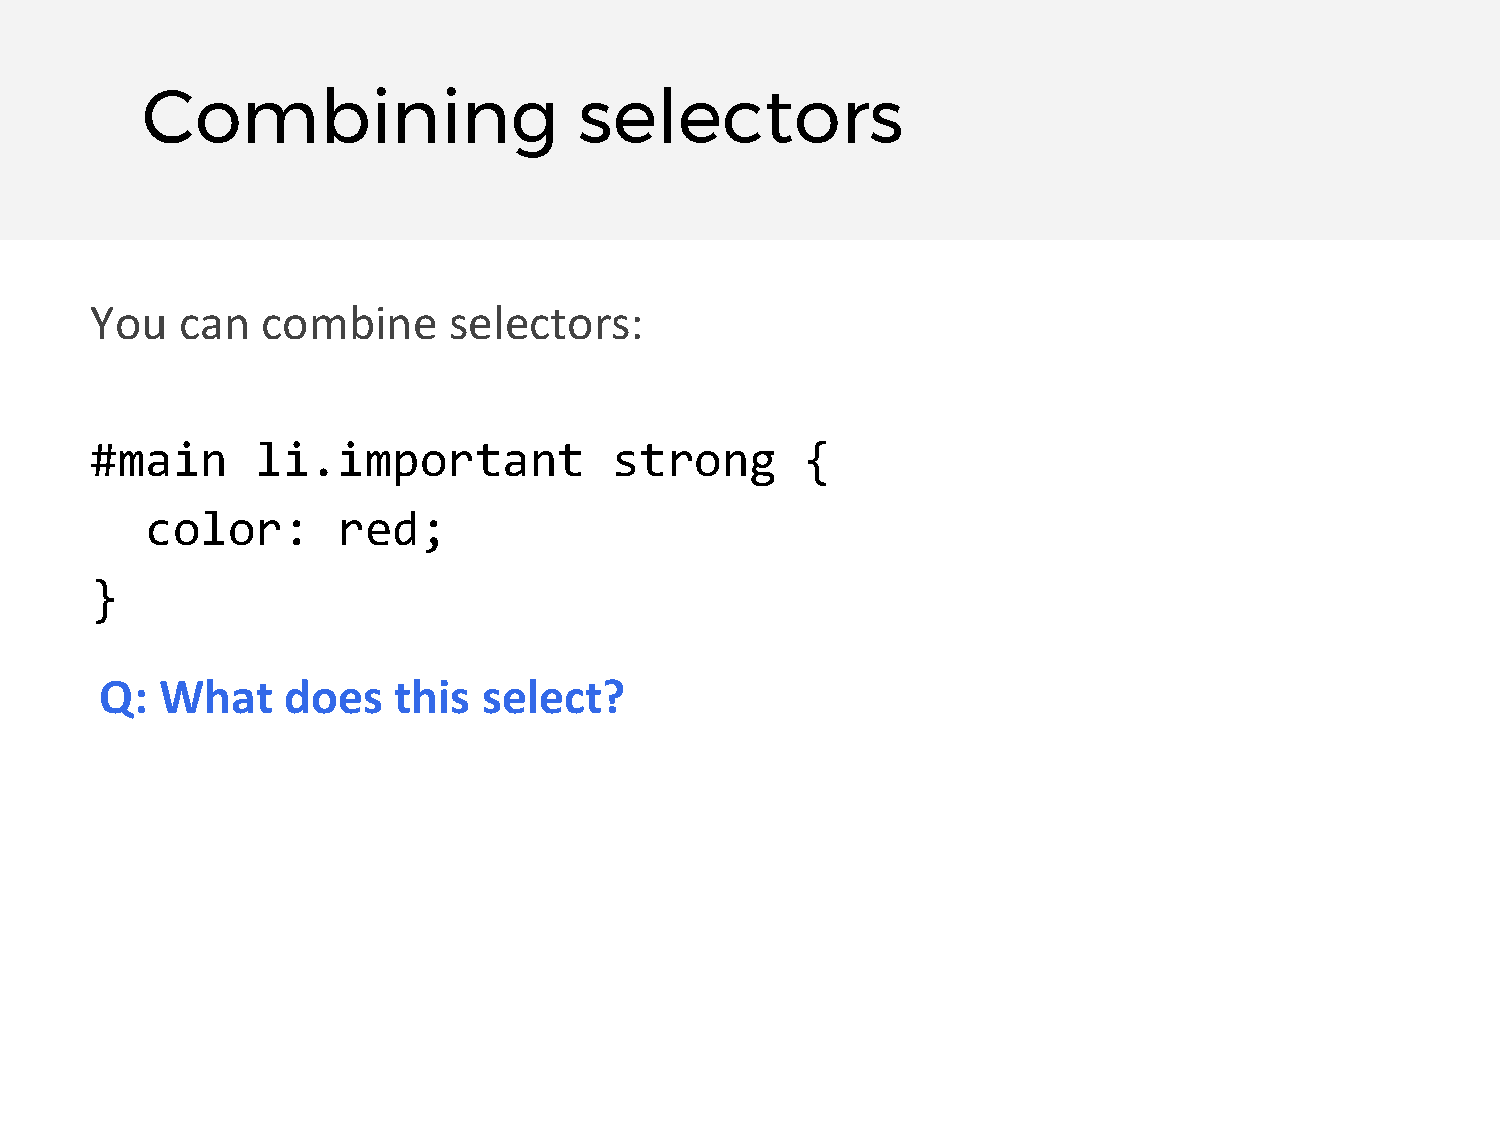 Combining selectors
You can combine selectors:
#main li.important strong {
  color: red;
}
Q: What does this select?